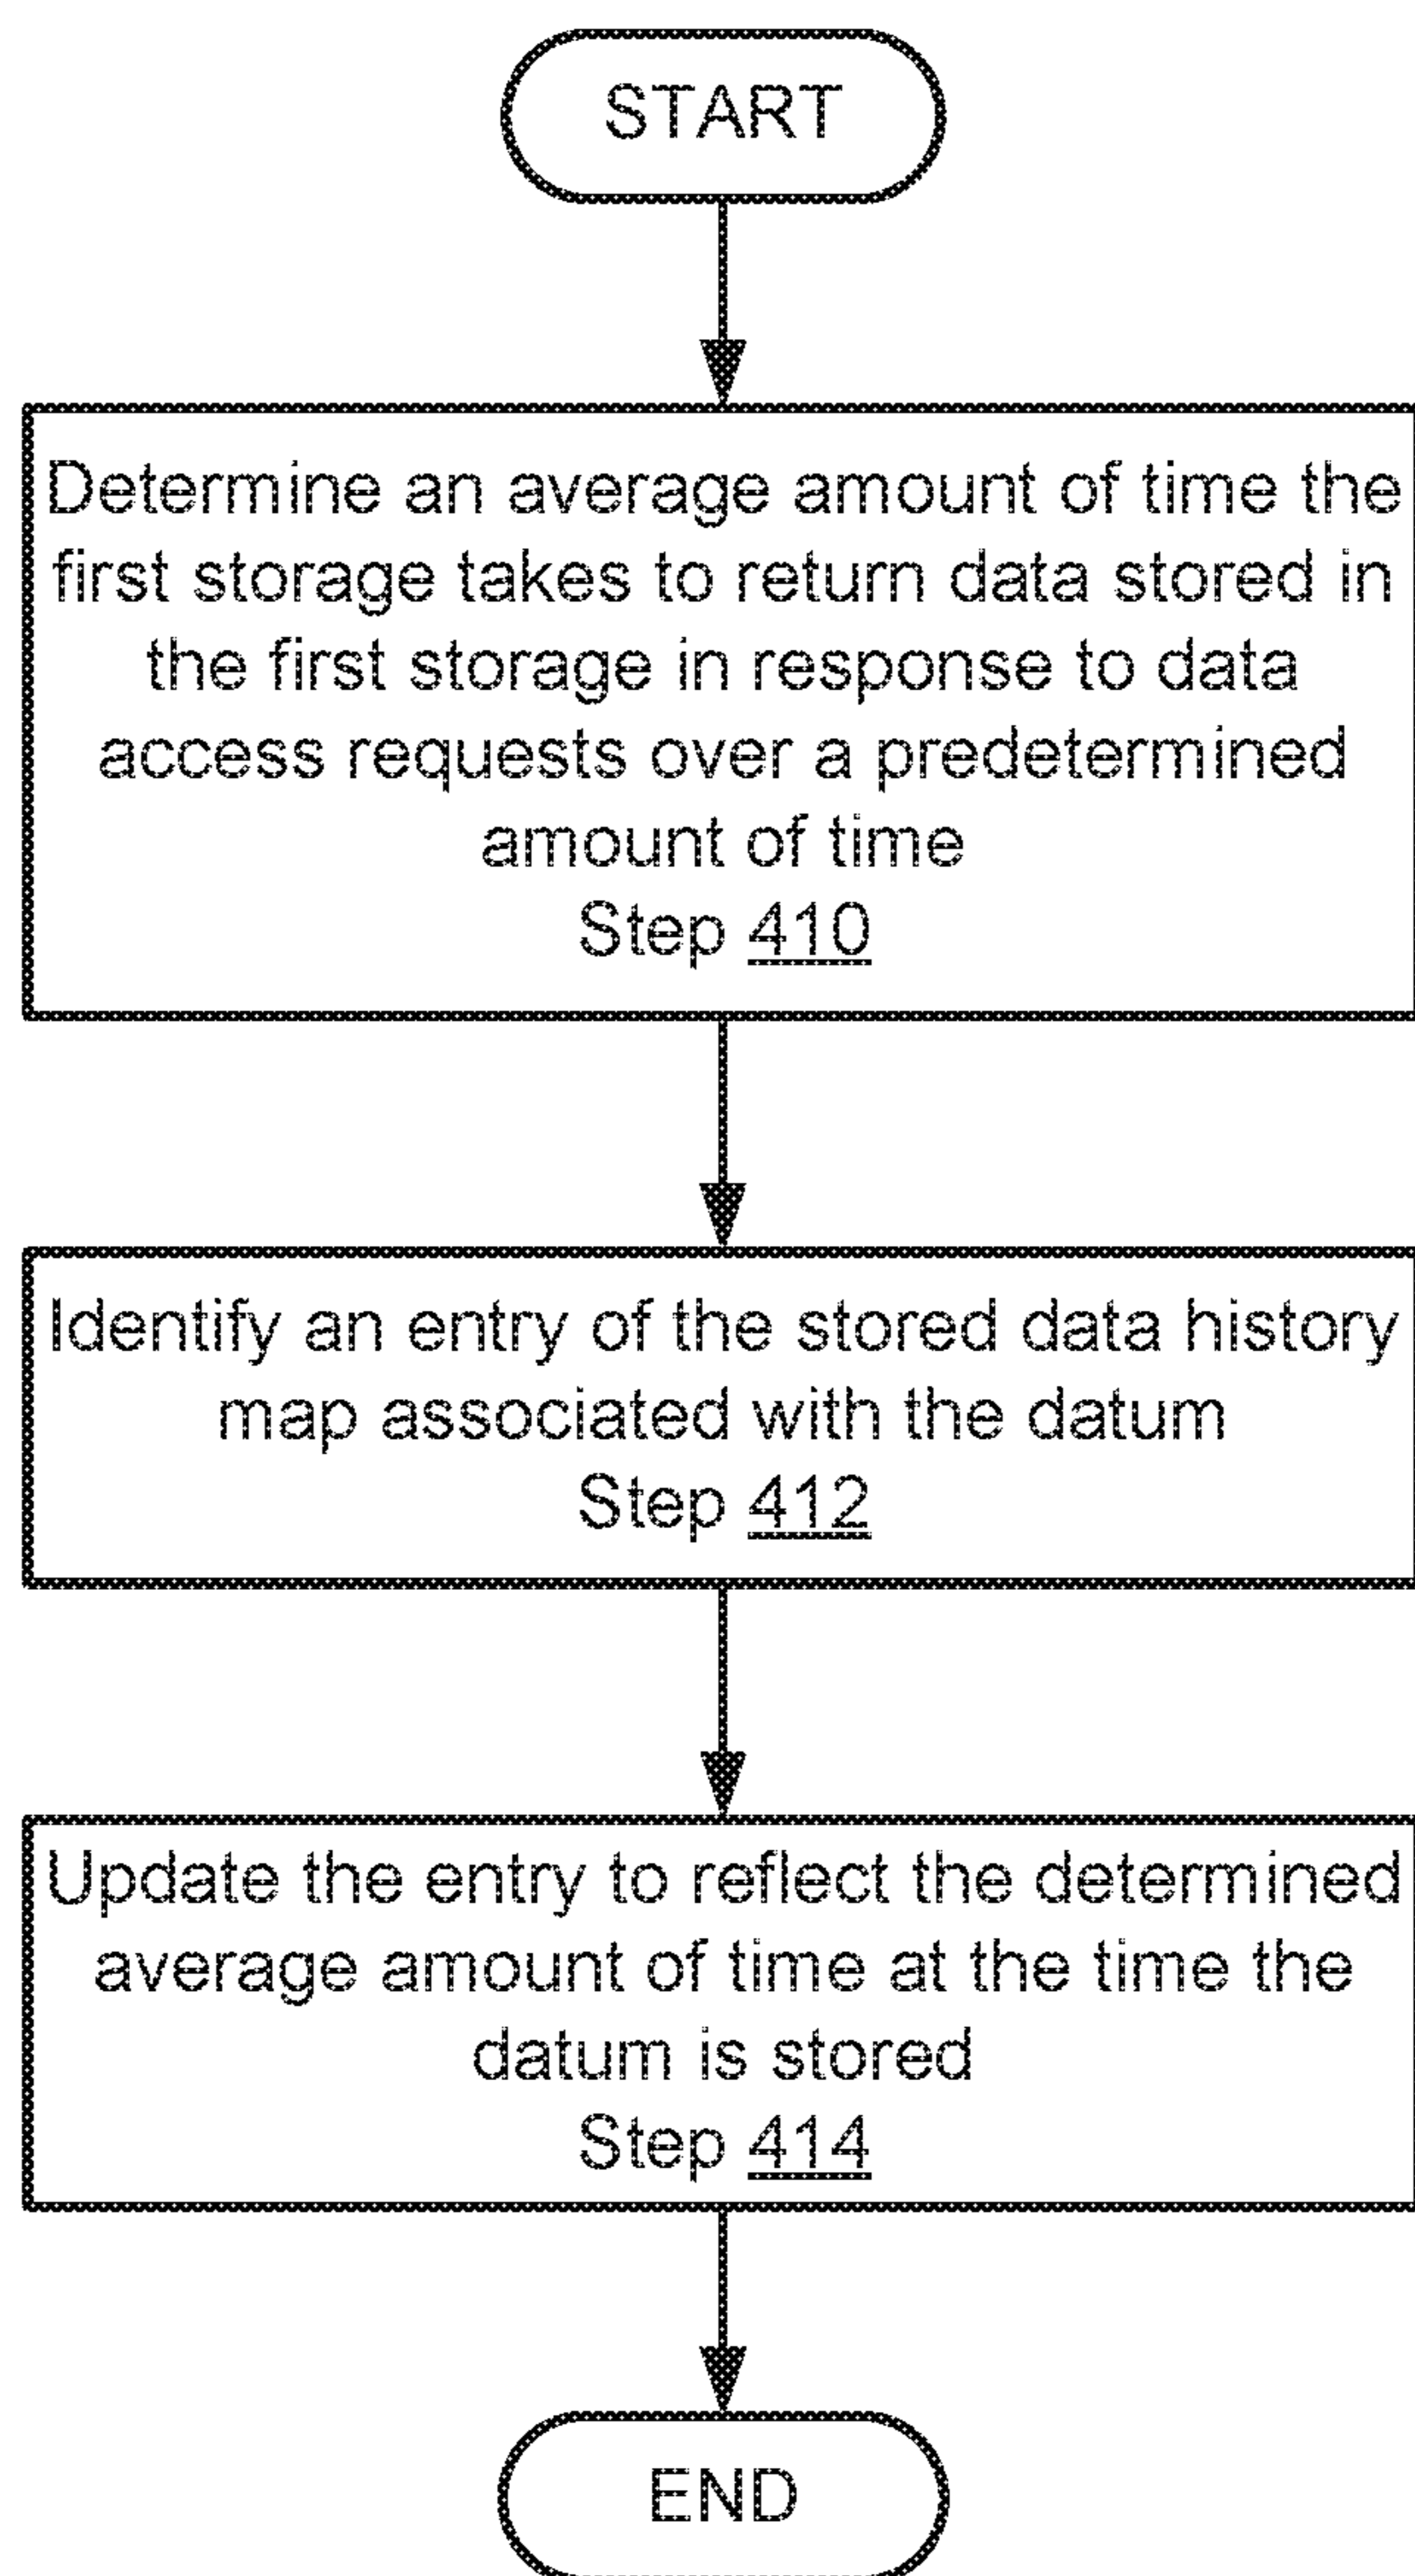 START
Determine an average amount of time the
first storage takes to return data stored in
the first storage in response to data
access requests over a predetermined
amount of time
Step 410
Identify an entry of the stored data history
map associated with the datum
Step 412
Update the entry to reflect the determined
average amount of time at the time the
datum is stored
Step 414
END